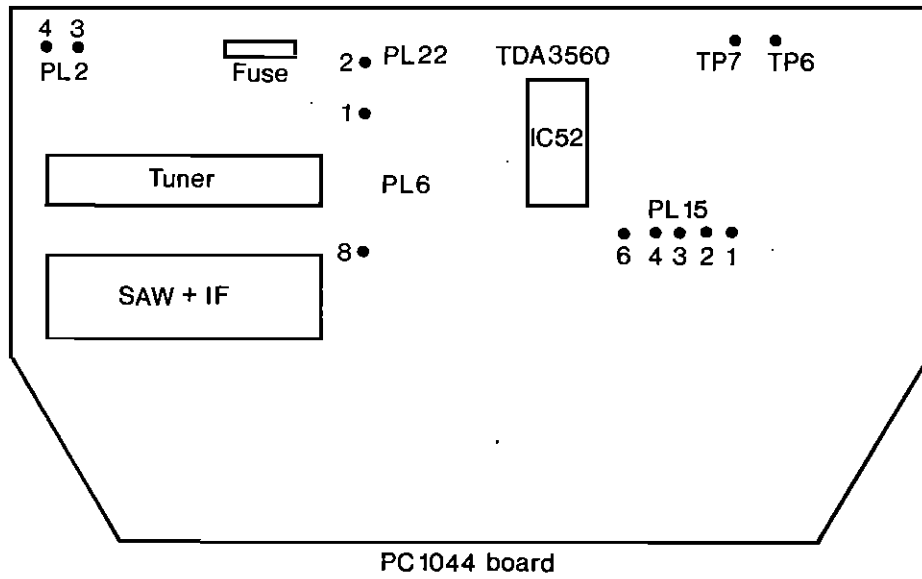 4 3
PL2
Fuse
2 PL22
1
TDA3560
IC52
TP7 TP6
Tuner
PL6
PL15
6 4 3 2 1
8
SAW + IF
PC1044 board